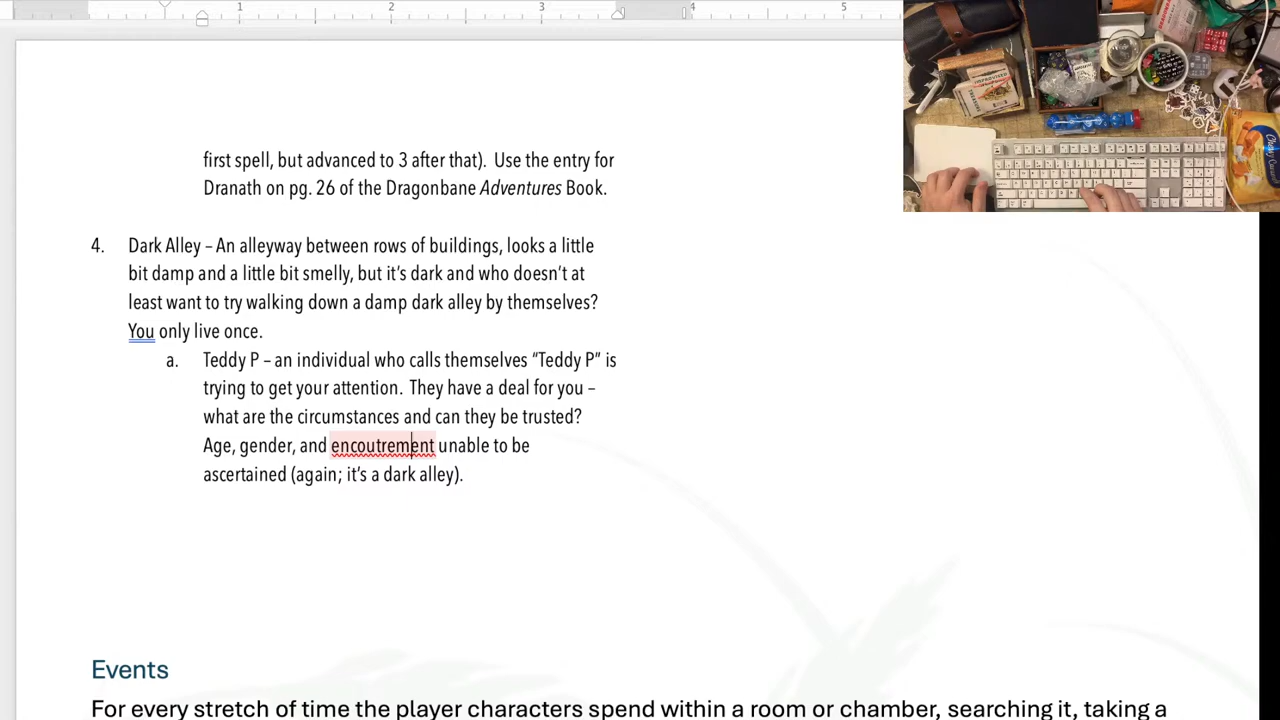 1
2
3
4
5
first spell, but advanced to 3 after that). Use the entry for
Dranath on pg. 26 of the Dragonbane Adventures Book.
4. Dark Alley – An alleyway between rows of buildings, looks a little
bit damp and a little bit smelly, but it's dark and who doesn't at
least want to try walking down a damp dark alley by themselves?
You only live once.
a. Teddy P – an individual who calls themselves “Teddy P” is
trying to get your attention. They have a deal for you –
what are the circumstances and can they be trusted?
Age, gender, and encoutrement unable to be
ascertained (again; it's a dark alley).
Events
For every stretch of time the player characters spend within a room or chamber, searching it, taking a